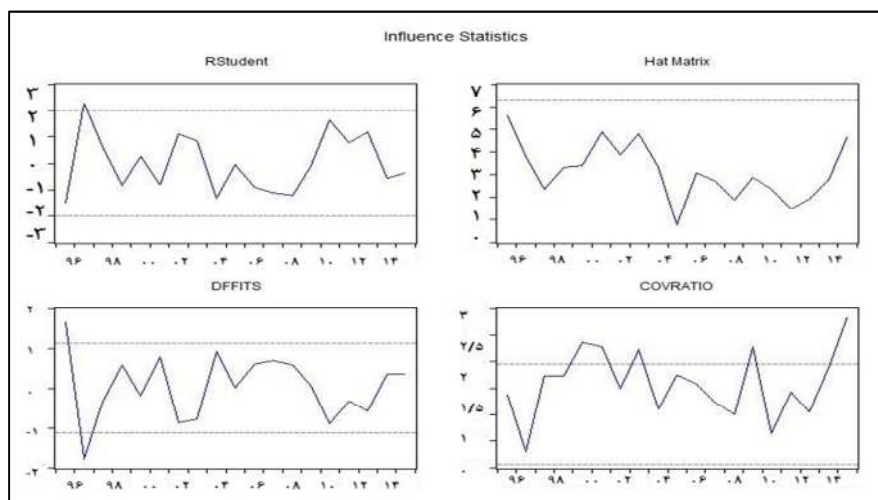 Influence Statistics
RStudent
۳
۲
۱
۰
-۱
-۲
-۳
۹۶ ۹۸ ۰۰ ۰۲ ۰۴ ۰۶ ۰۸ ۱۰ ۱۲ ۱۴
Hat Matrix
۷
۶
۵
۴
۳
۲
۱
۰
۹۶ ۹۸ ۰۰ ۰۲ ۰۴ ۰۶ ۰۸ ۱۰ ۱۲ ۱۴
DFFITS
۲
۱
۰
-۱
-۲
۹۶ ۹۸ ۰۰ ۰۲ ۰۴ ۰۶ ۰۸ ۱۰ ۱۲ ۱۴
COVRATIO
۳
۲/۵
۲
۱/۵
۱
۰
۹۶ ۹۸ ۰۰ ۰۲ ۰۴ ۰۶ ۰۸ ۱۰ ۱۲ ۱۴